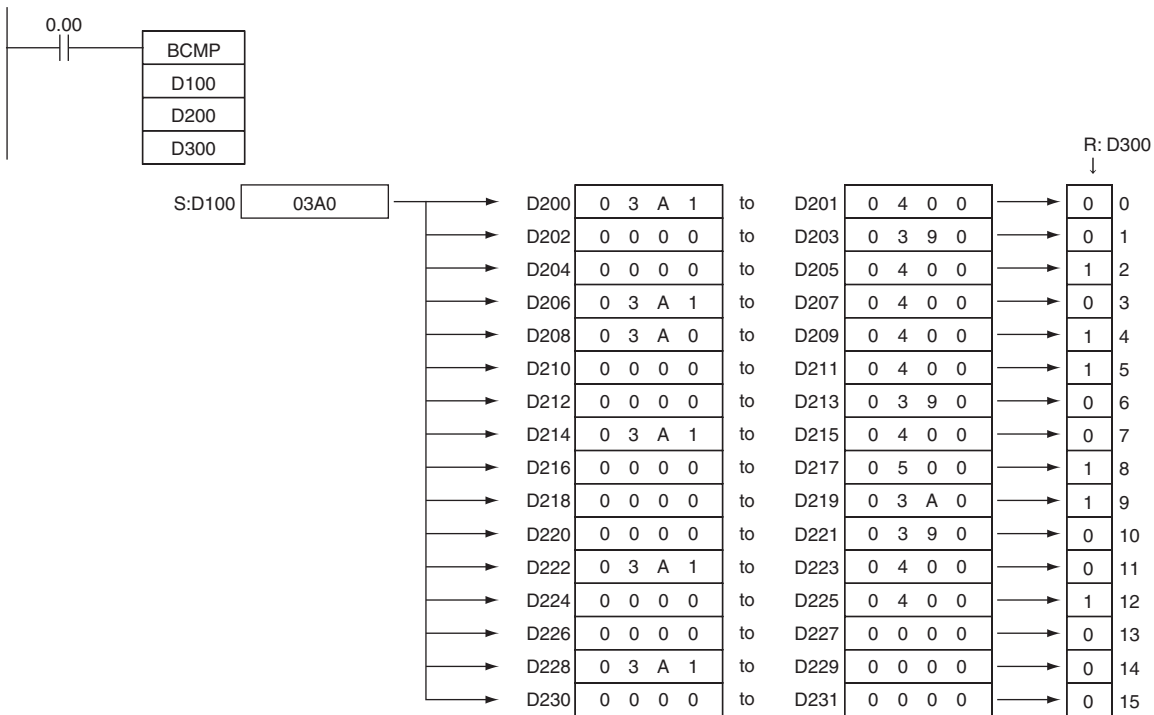 0.00
BCMP
D100
D200
D300
R: D300
S:D100 03A0
D200 0 3 A 1 to D201 0 4 0 0 0 0
D202 0 0 0 0 to D203 0 3 9 0 0 1
D204 0 0 0 0 to D205 0 4 0 0 1 2
D206 0 3 A 1 to D207 0 4 0 0 0 3
D208 0 3 A 0 to D209 0 4 0 0 1 4
D210 0 0 0 0 to D211 0 4 0 0 1 5
D212 0 0 0 0 to D213 0 3 9 0 0 6
D214 0 3 A 1 to D215 0 4 0 0 0 7
D216 0 0 0 0 to D217 0 5 0 0 1 8
D218 0 0 0 0 to D219 0 3 A 0 1 9
D220 0 0 0 0 to D221 0 3 9 0 0 10
D222 0 3 A 1 to D223 0 4 0 0 0 11
D224 0 0 0 0 to D225 0 4 0 0 1 12
D226 0 0 0 0 to D227 0 0 0 0 0 13
D228 0 3 A 1 to D229 0 0 0 0 0 14
D230 0 0 0 0 to D231 0 0 0 0 0 15